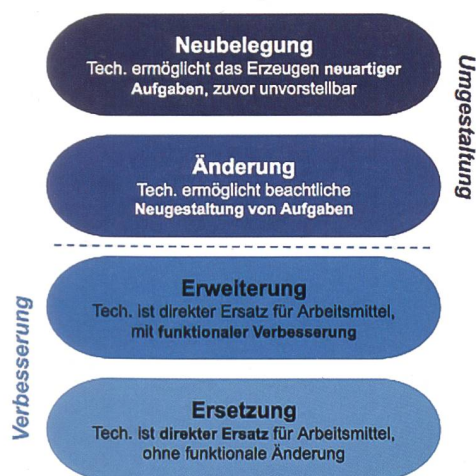 Neubelegung
Tech. ermöglicht das Erzeugen neuartiger
Aufgaben, zuvor unvorstellbar
Umgestaltung
Änderung
Tech. ermöglicht beachtliche
Neugestaltung von Aufgaben
Erweiterung
Tech. ist direkter Ersatz für Arbeitsmittel,
mit funktionaler Verbesserung
Verbesserung
Ersetzung
Tech. ist direkter Ersatz für Arbeitsmittel,
ohne funktionale Änderung